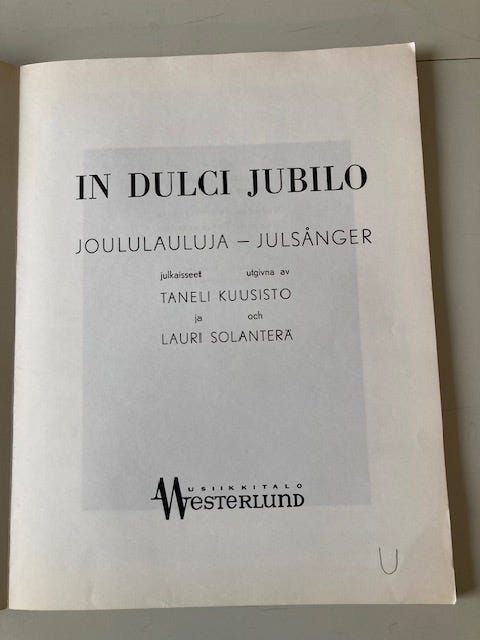 IN DULCI JUBILO
JOULULAULUJA – JULSÅNGER
julkaisseet utgivna av
TANELI KUUSISTO
ja och
LAURI SOLANTERÄ
MUSIIKKITALO
WESTERLUND
U